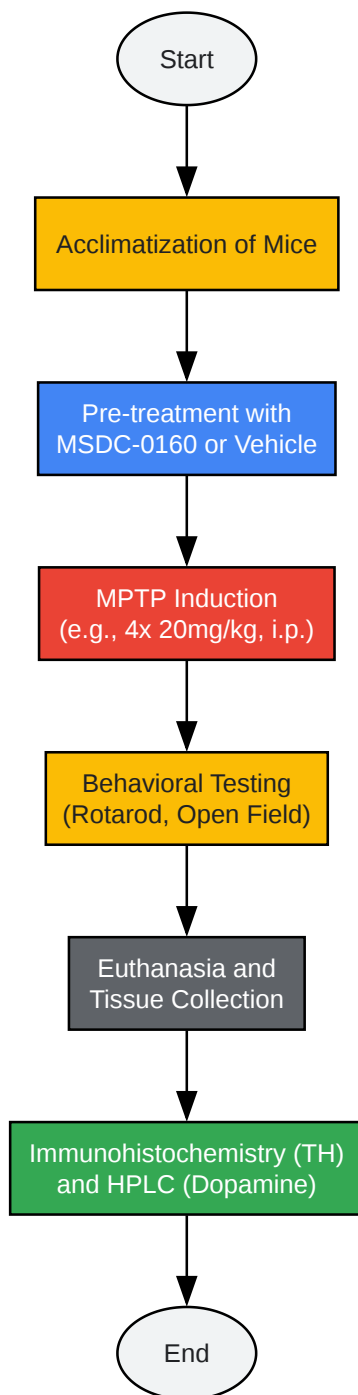 Start
Acclimatization of Mice
Pre-treatment with
MSDC-0160 or Vehicle
MPTP Induction
(e.g., 4x 20mg/kg, i.p.)
Behavioral Testing
(Rotarod, Open Field)
Euthanasia and
Tissue Collection
Immunohistochemistry (TH)
and HPLC (Dopamine)
End